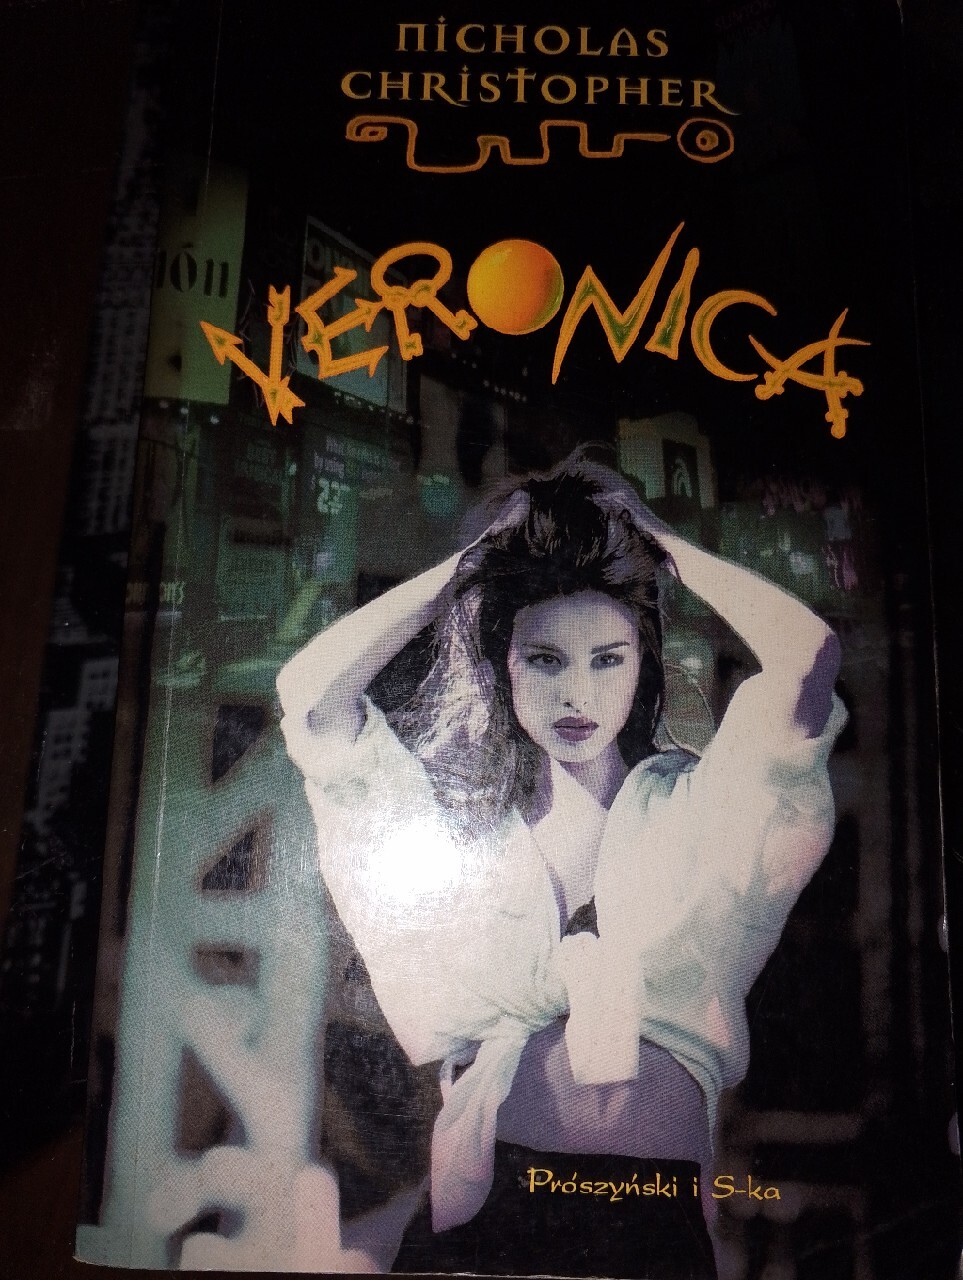 NICHOLAS
CHRISTOPHER
VERONICA
Prószyński i S-ka